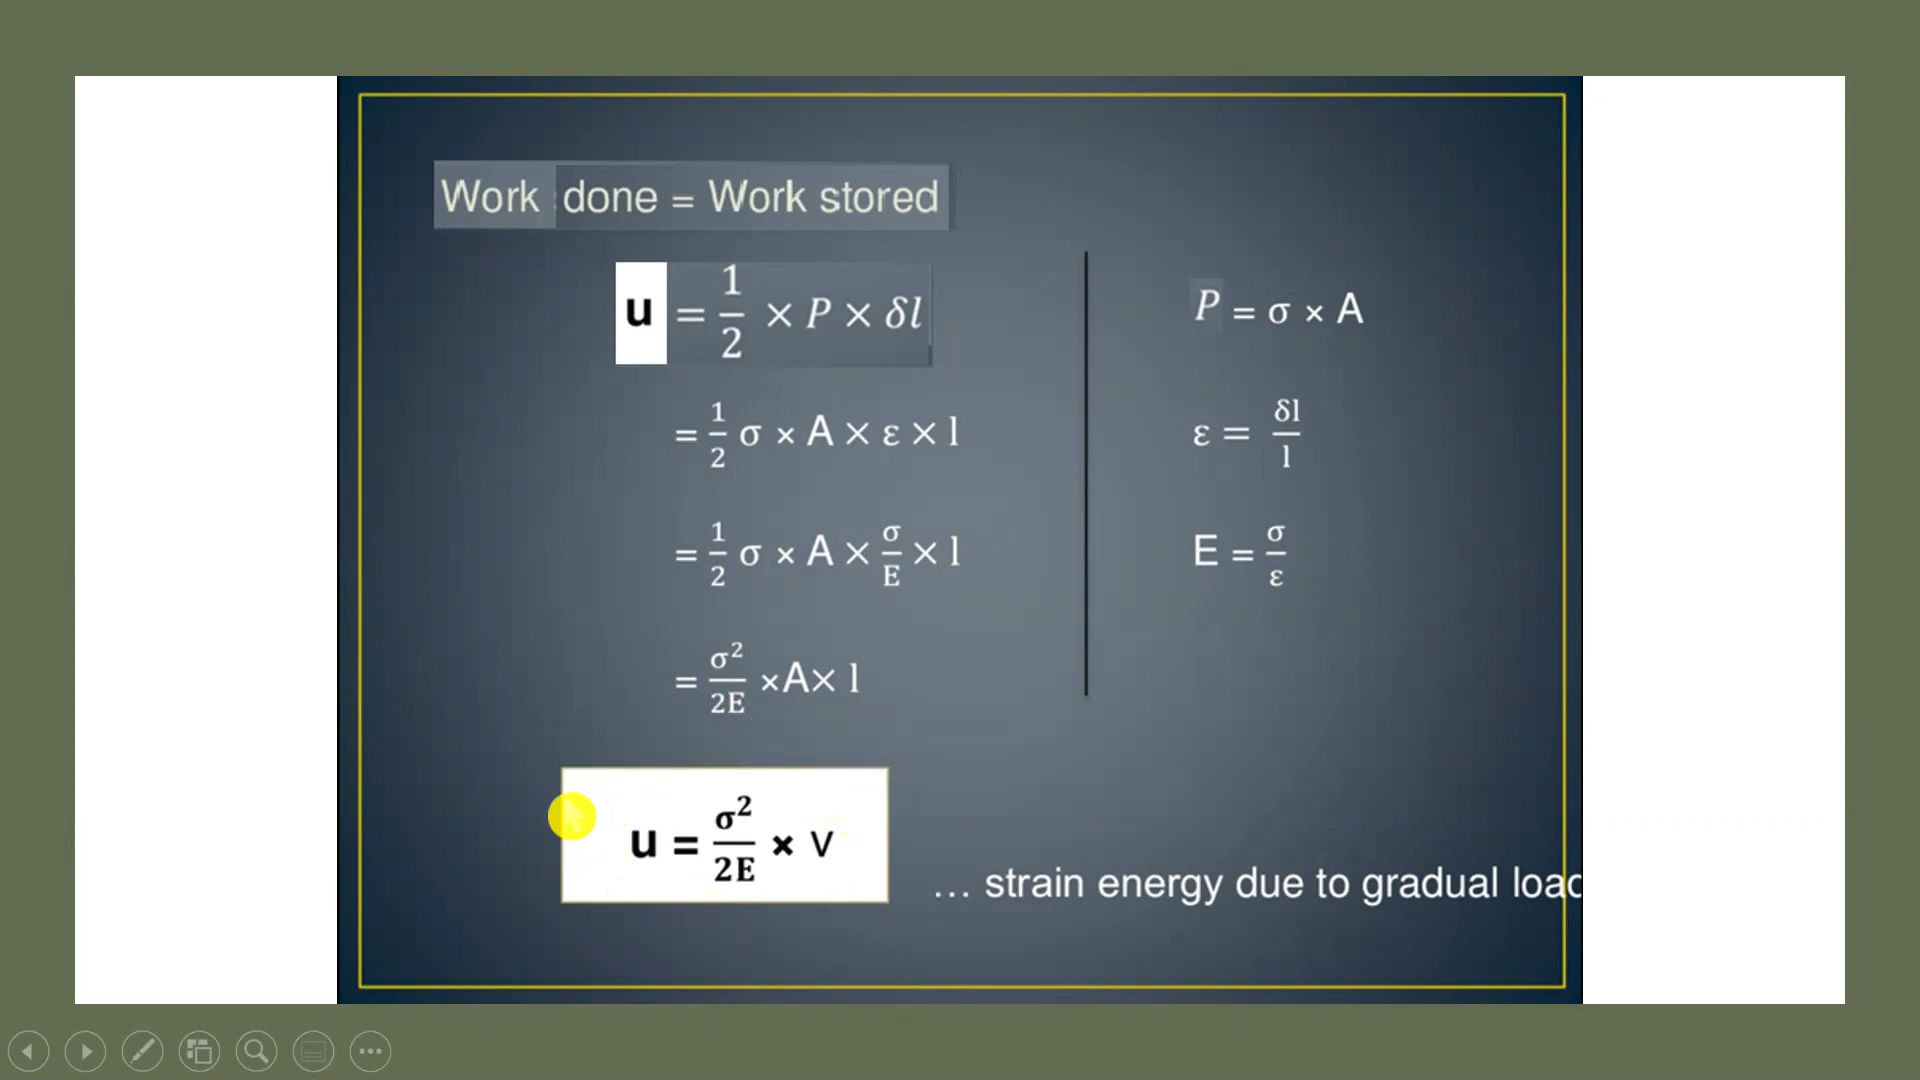 Work done = Work stored
u = 1/2 × P × δl
P = σ × A
= 1/2 σ × A × ε × l
ε = δl/l
= 1/2 σ × A × σ/E × l
E = σ/ε
= σ²/2E ×A× l
u = σ²/2E × v
... strain energy due to gradual load